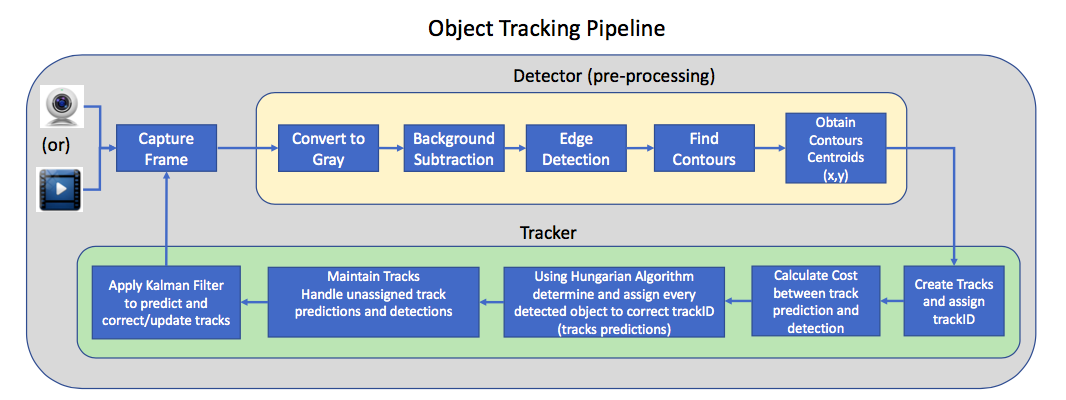 Object Tracking Pipeline
Detector (pre-processing)
(or)
Capture
Frame
Convert to
Gray
Background
Subtraction
Edge
Detection
Find
Contours
Obtain
Contours
Centroids
(x,y)
Tracker
Apply Kalman Filter
to predict and
correct/update tracks
Maintain Tracks
Handle unassigned track
predictions and detections
Using Hungarian Algorithm
determine and assign every
detected object to correct trackID
(tracks predictions)
Calculate Cost
between track
prediction and
detection
Create Tracks
and assign
trackID